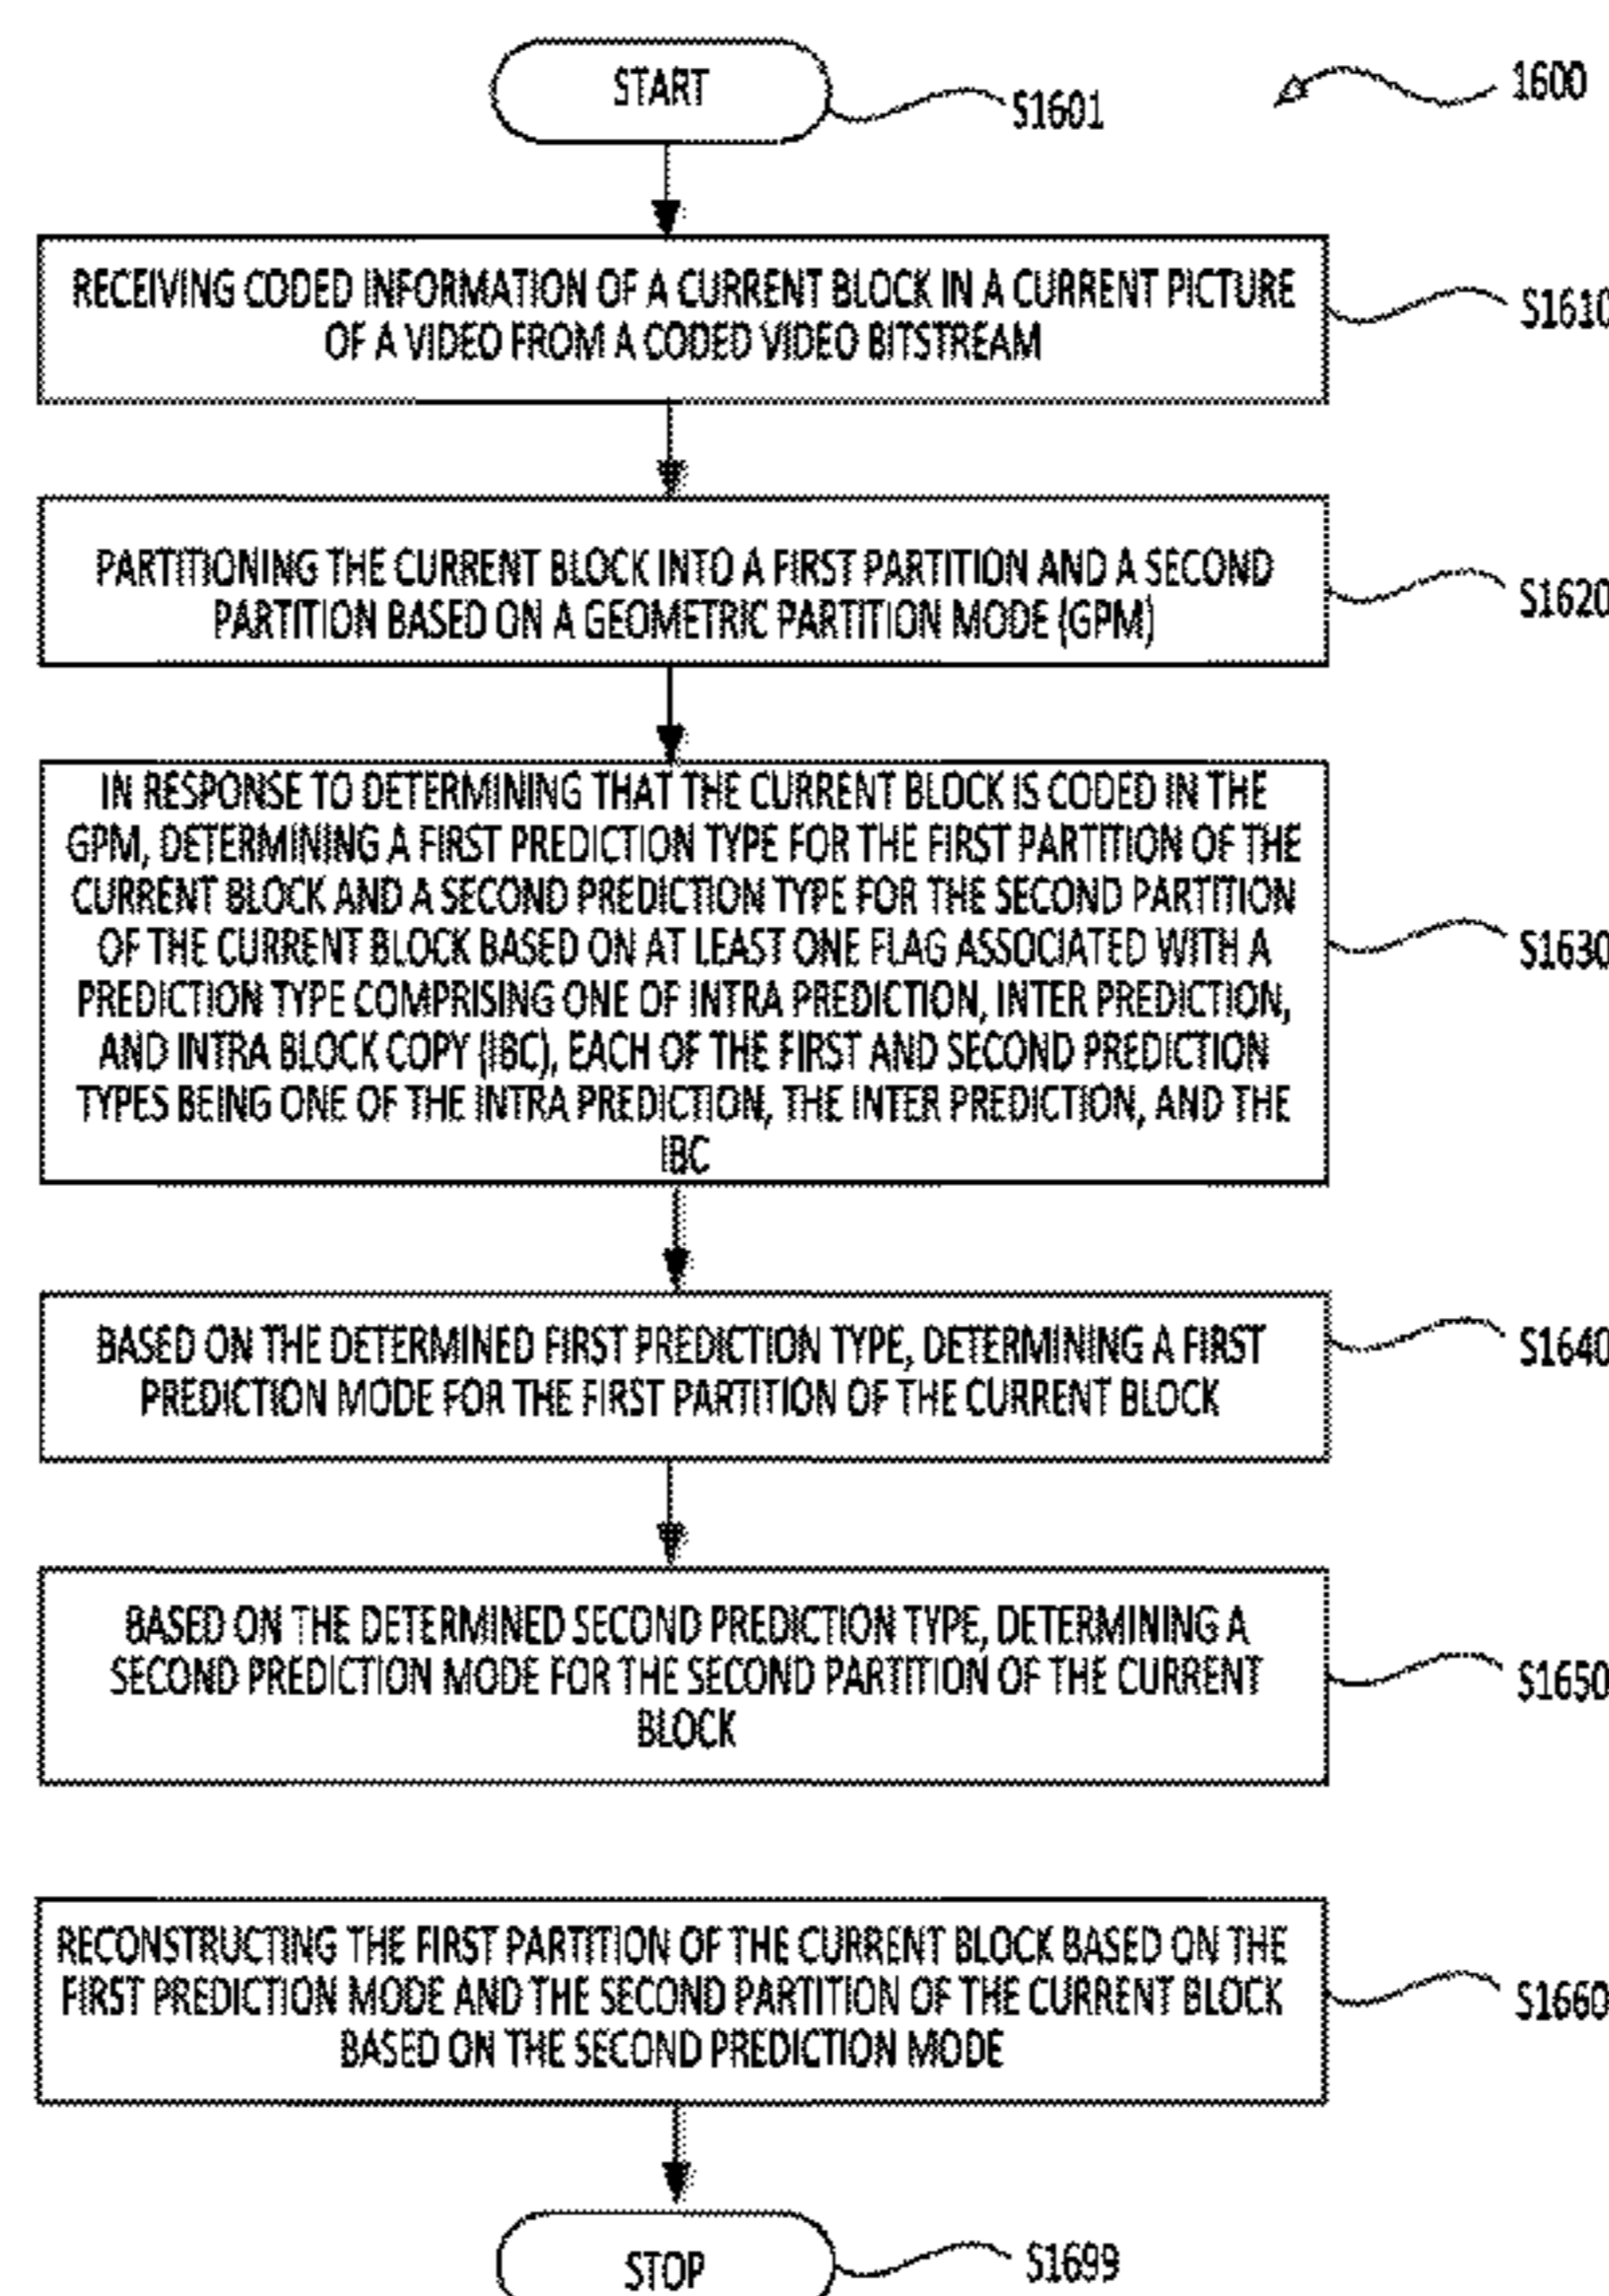 START
S1601
1600
RECEIVING CODED INFORMATION OF A CURRENT BLOCK IN A CURRENT PICTURE
OF A VIDEO FROM A CODED VIDEO BITSTREAM
S1610
PARTITIONING THE CURRENT BLOCK INTO A FIRST PARTITION AND A SECOND
PARTITION BASED ON A GEOMETRIC PARTITION MODE (GPM)
S1620
IN RESPONSE TO DETERMINING THAT THE CURRENT BLOCK IS CODED IN THE
GPM, DETERMINING A FIRST PREDICTION TYPE FOR THE FIRST PARTITION OF THE
CURRENT BLOCK AND A SECOND PREDICTION TYPE FOR THE SECOND PARTITION
OF THE CURRENT BLOCK BASED ON AT LEAST ONE FLAG ASSOCIATED WITH A
PREDICTION TYPE COMPRISING ONE OF INTRA PREDICTION, INTER PREDICTION,
AND INTRA BLOCK COPY (IBC), EACH OF THE FIRST AND SECOND PREDICTION
TYPES BEING ONE OF THE INTRA PREDICTION, THE INTER PREDICTION, AND THE
IBC
S1630
BASED ON THE DETERMINED FIRST PREDICTION TYPE, DETERMINING A FIRST
PREDICTION MODE FOR THE FIRST PARTITION OF THE CURRENT BLOCK
S1640
BASED ON THE DETERMINED SECOND PREDICTION TYPE, DETERMINING A
SECOND PREDICTION MODE FOR THE SECOND PARTITION OF THE CURRENT
BLOCK
S1650
RECONSTRUCTING THE FIRST PARTITION OF THE CURRENT BLOCK BASED ON THE
FIRST PREDICTION MODE AND THE SECOND PARTITION OF THE CURRENT BLOCK
BASED ON THE SECOND PREDICTION MODE
S1660
STOP
S1699